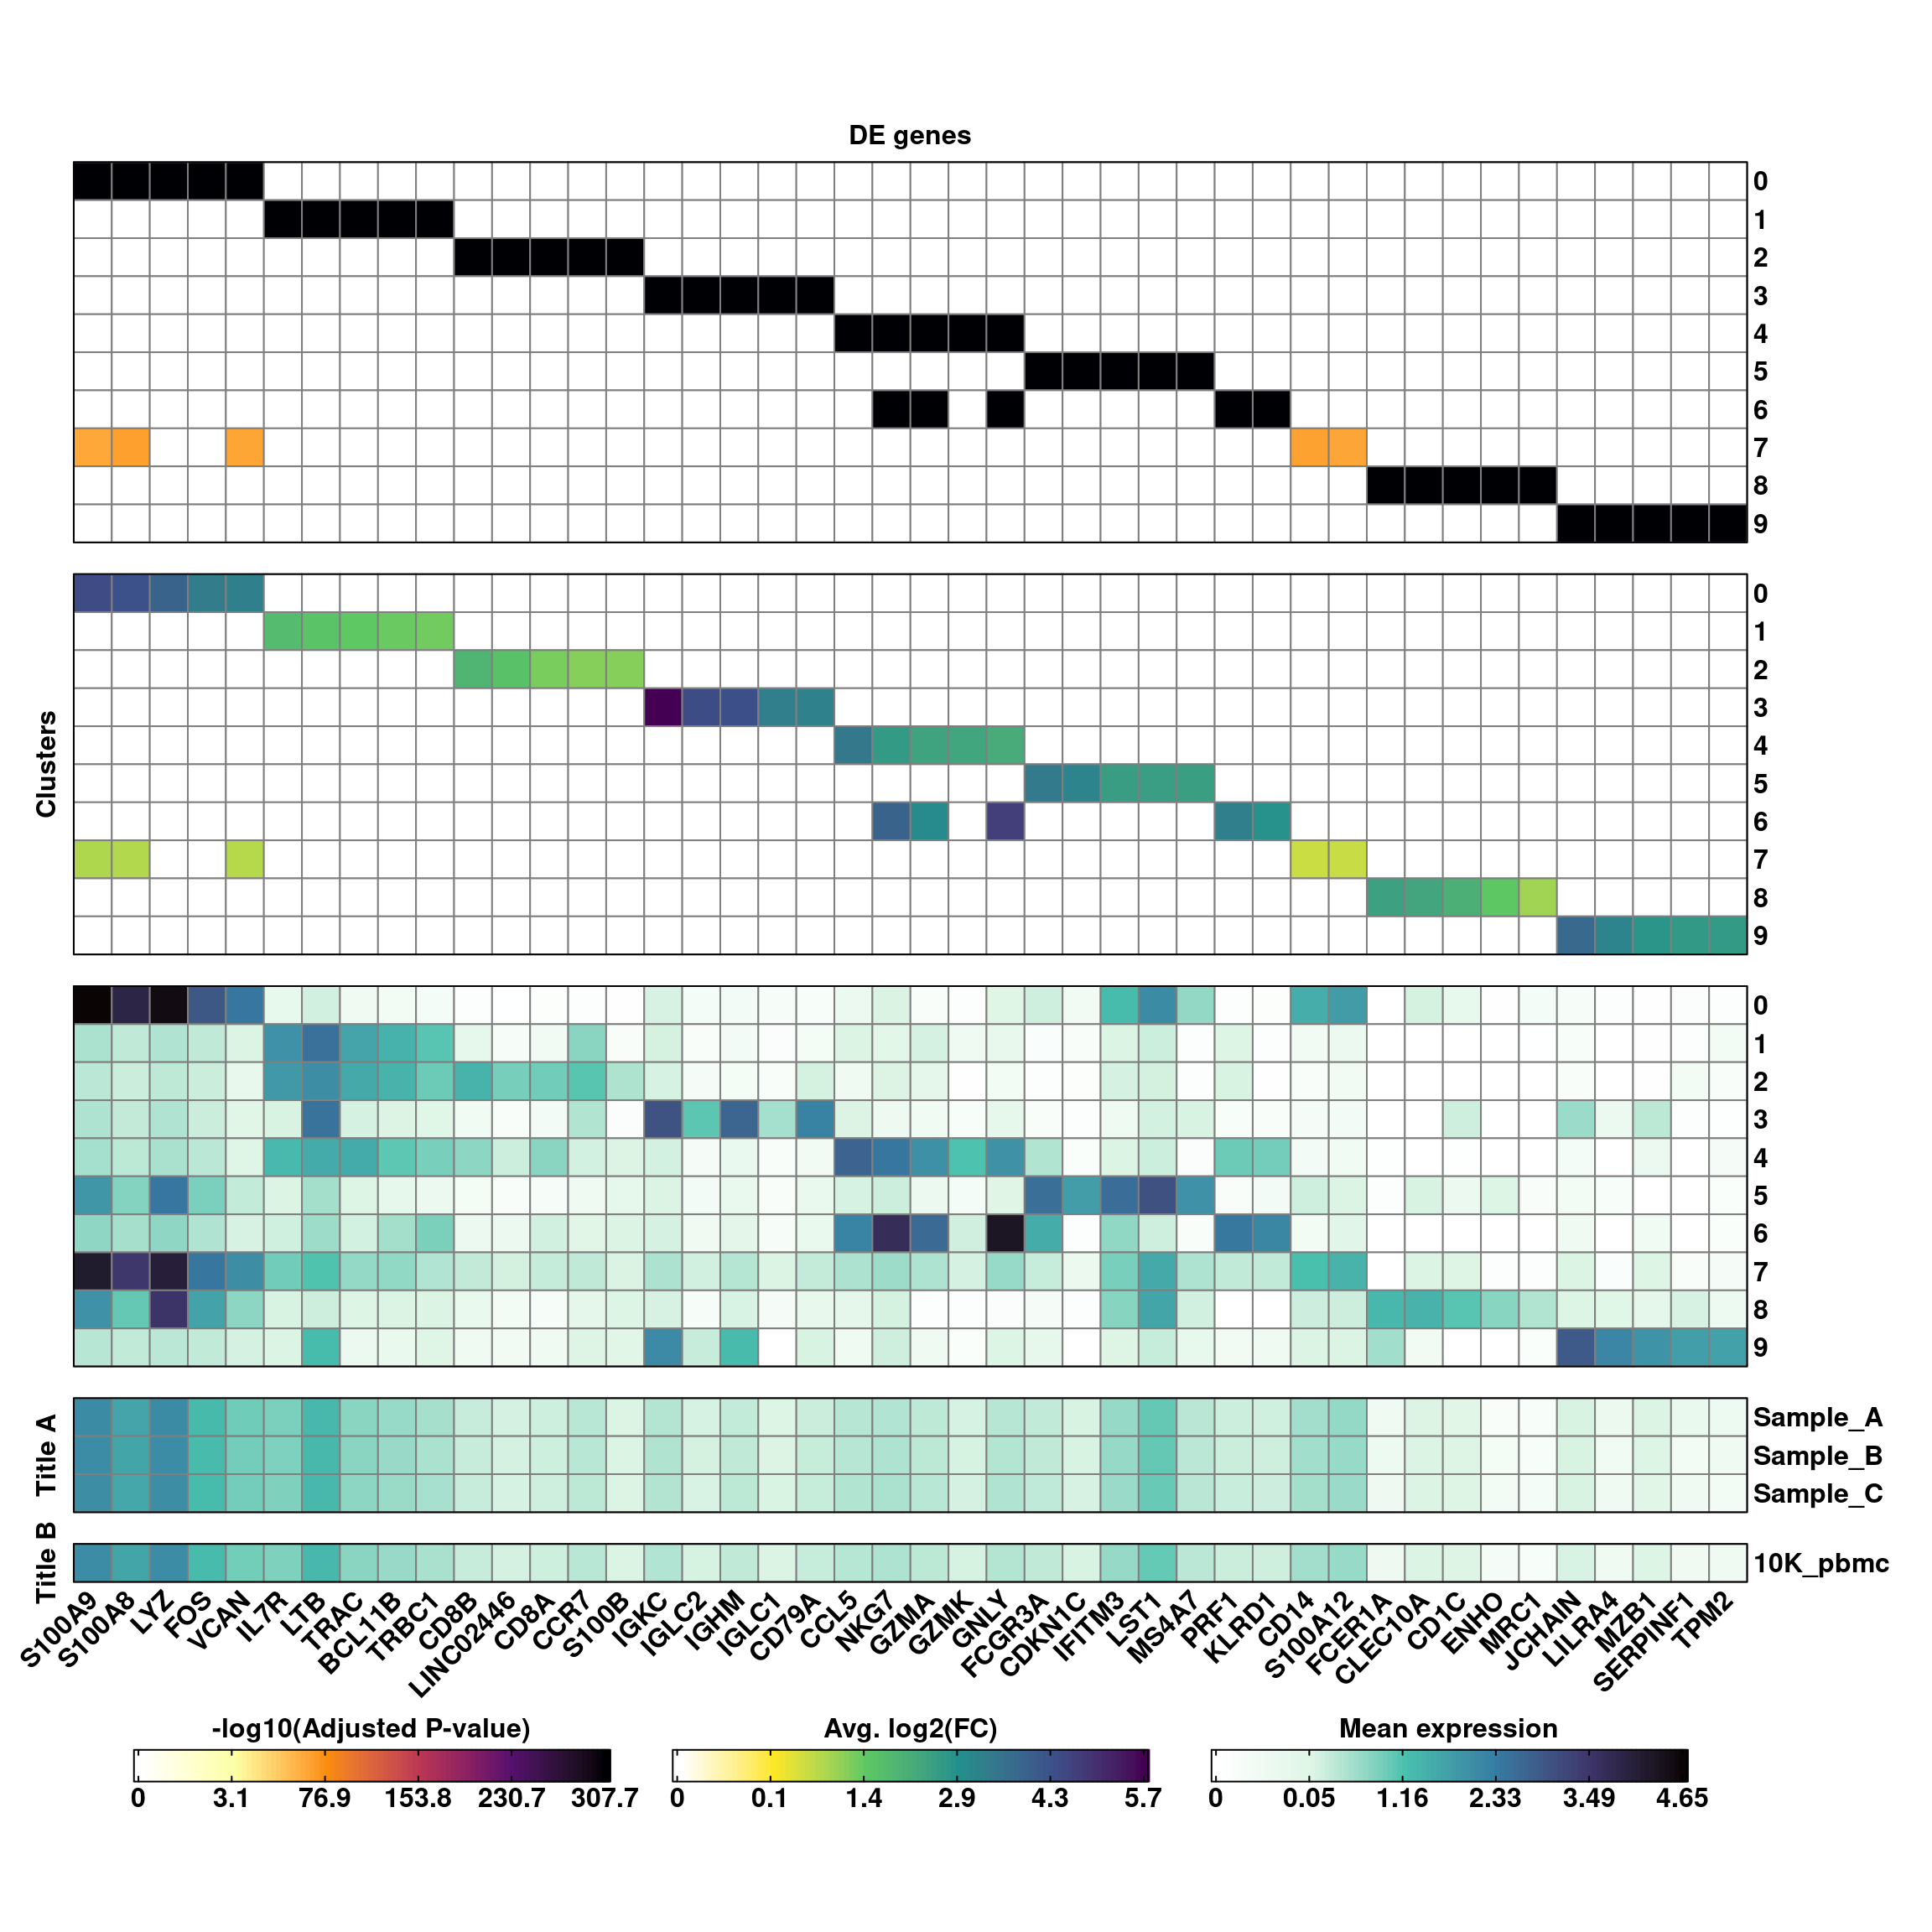 DE genes
0
1
2
3
4
5
6
7
8
9
Clusters
0
1
2
3
4
5
6
7
8
9
0
1
2
3
4
5
6
7
8
9
Title A
Sample_A
Sample_B
Sample_C
Title B
10K_pbmc
S100A9
S100A8
LYZ
FOS
VCAN
IL7R
LTB
TRAC
BCL11B
TRBC1
CD8B
LINC02446
CD8A
CCR7
S100B
IGKC
IGLC2
IGHM
IGLC1
CD79A
CCL5
NKG7
GZMA
GZMK
GNLY
FCGR3A
CDKN1C
IFITM3
LST1
MS4A7
PRF1
KLRD1
CD14
S100A12
FCER1A
CLEC10A
CD1C
ENHO
MRC1
JCHAIN
LILRA4
MZB1
SERPINF1
TPM2
-log10(Adjusted P-value)
0 3.1 76.9 153.8 230.7 307.7
Avg. log2(FC)
0 0.1 1.4 2.9 4.3 5.7
Mean expression
0 0.05 1.16 2.33 3.49 4.65